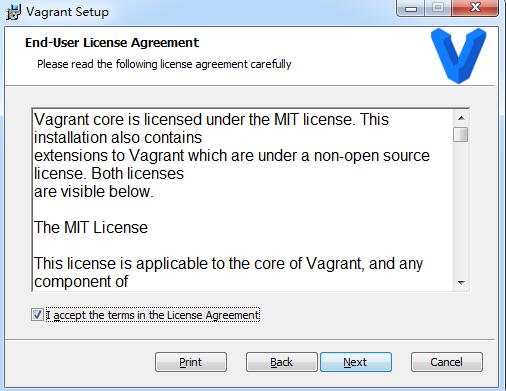 Vagrant Setup
End-User License Agreement
Please read the following license agreement carefully
Vagrant core is licensed under the MIT license. This
installation also contains
extensions to Vagrant which are under a non-open source
license. Both licenses
are visible below.
The MIT License
This license is applicable to the core of Vagrant, and any
component of
I accept the terms in the License Agreement
Print
Back
Next
Cancel